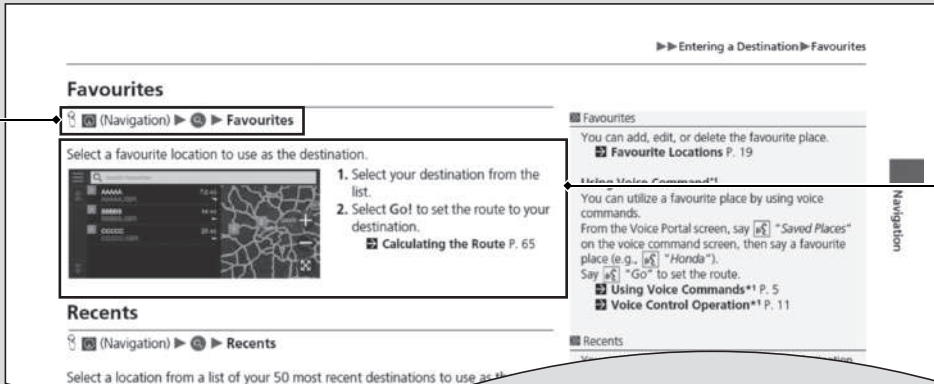 ▶▶Entering a Destination▶Favourites
Favourites
(Navigation) ▶ ▶ Favourites
Select a favourite location to use as the destination.
AAAAA
BBBBB
CCCCC
1. Select your destination from the
list.
2. Select Go! to set the route to your
destination.
Calculating the Route P. 65
Recents
(Navigation) ▶ ▶ Recents
Select a location from a list of your 50 most recent destinations to use as
Favourites
You can add, edit, or delete the favourite place.
Favourite Locations P. 19
Using Voice Command*1
You can utilize a favourite place by using voice
commands.
From the Voice Portal screen, say "Saved Places"
on the voice command screen, then say a favourite
place (e.g., "Honda").
Say "Go" to set the route.
Using Voice Commands*1 P. 5
Voice Control Operation*1 P. 11
Recents
Navigation